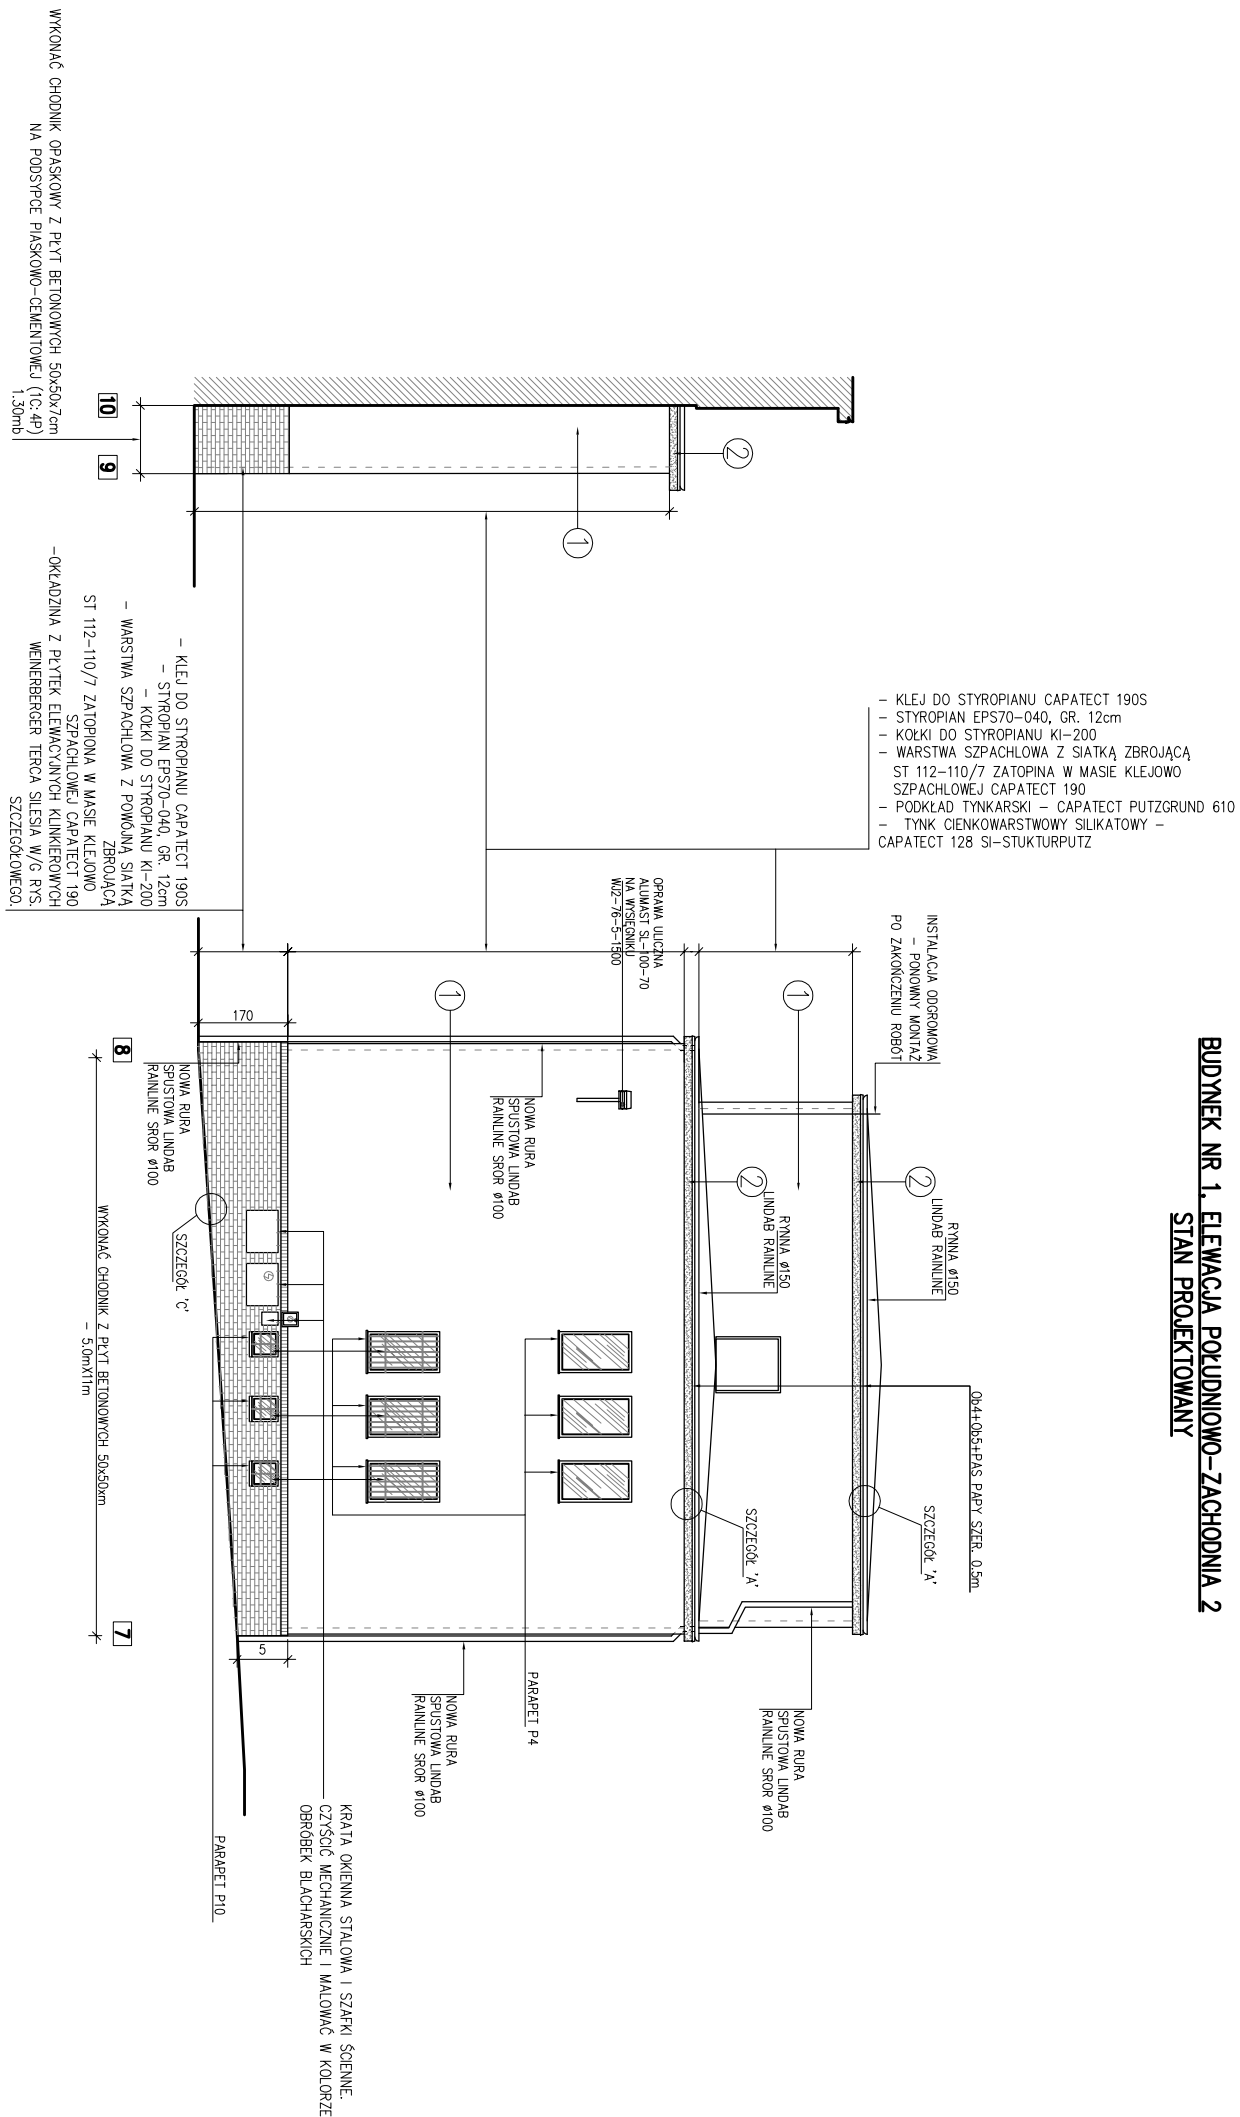 BUDYNEK NR 1. ELEWACJA POŁUDNIOWO-ZACHODNIA 2
STAN PROJEKTOWANY
- KLEJ DO STYROPIANU CAPATECT 190S
- STYROPIAN EPS70-040, GR. 12cm
- KOŁKI DO STYROPIANU KI-200
- WARSTWA SZPACHLOWA Z SIATKĄ ZBROJĄCĄ
ST 112-110/7 ZATOPINA W MASIE KLEJOWO
SZPACHLOWEJ CAPATECT 190
- PODKŁAD TYNKARSKI - CAPATECT PUTZGRUND 610
- TYNK CIENKOWARSTWOWY SILIKATOWY -
CAPATECT 128 SI-STUKTURPUTZ
INSTALACJA ODGROMOWA
- PONOWNY MONTAŻ
PO ZAKOŃCZENIU ROBÓT
RYNNA ø150
LINDAB RAINLINE
2
Ob4+Ob5+PAS PAPY SZER. 0.5m
SZCZEGÓŁ 'A'
1
RYNNA ø150
LINDAB RAINLINE
2
SZCZEGÓŁ 'A'
NOWA RURA
SPUSTOWA LINDAB
RAINLINE SROR ø100
2
1
OPRAWA ULICZNA
ALUMAST SL-100-70
NA WYSIĘGNIKU
WJ2-76-5-1500
NOWA RURA
SPUSTOWA LINDAB
RAINLINE SROR ø100
PARAPET P4
1
NOWA RURA
SPUSTOWA LINDAB
RAINLINE SROR ø100
KRATA OKIENNA STALOWA I SZAFKI ŚCIENNE.
CZYŚCIĆ MECHANICZNIE I MALOWAĆ W KOLORZE
OBRÓBEK BLACHARSKICH
170
5
PARAPET P10
NOWA RURA
SPUSTOWA LINDAB
RAINLINE SROR ø100
SZCZEGÓŁ 'C'
- KLEJ DO STYROPIANU CAPATECT 190S
- STYROPIAN EPS70-040, GR. 12cm
- KOŁKI DO STYROPIANU KI-200
- WARSTWA SZPACHLOWA Z POWÓJNĄ SIATKĄ
ZBROJĄCĄ
ST 112-110/7 ZATOPIONA W MASIE KLEJOWO
SZPACHLOWEJ CAPATECT 190
-OKŁADZINA Z PŁYTEK ELEWACYJNYCH KLINKIEROWYCH
WEINERBERGER TERCA SILESIA W/G RYS.
SZCZEGÓŁOWEGO.
10
9
8
7
WYKONAĆ CHODNIK Z PŁYT BETONOWYCH 50x50xm
- 5.0mX11m
WYKONAĆ CHODNIK OPASKOWY Z PŁYT BETONOWYCH 50x50x7cm
NA PODSYPCE PIASKOWO-CEMENTOWEJ (1C:4P)
1.30mb